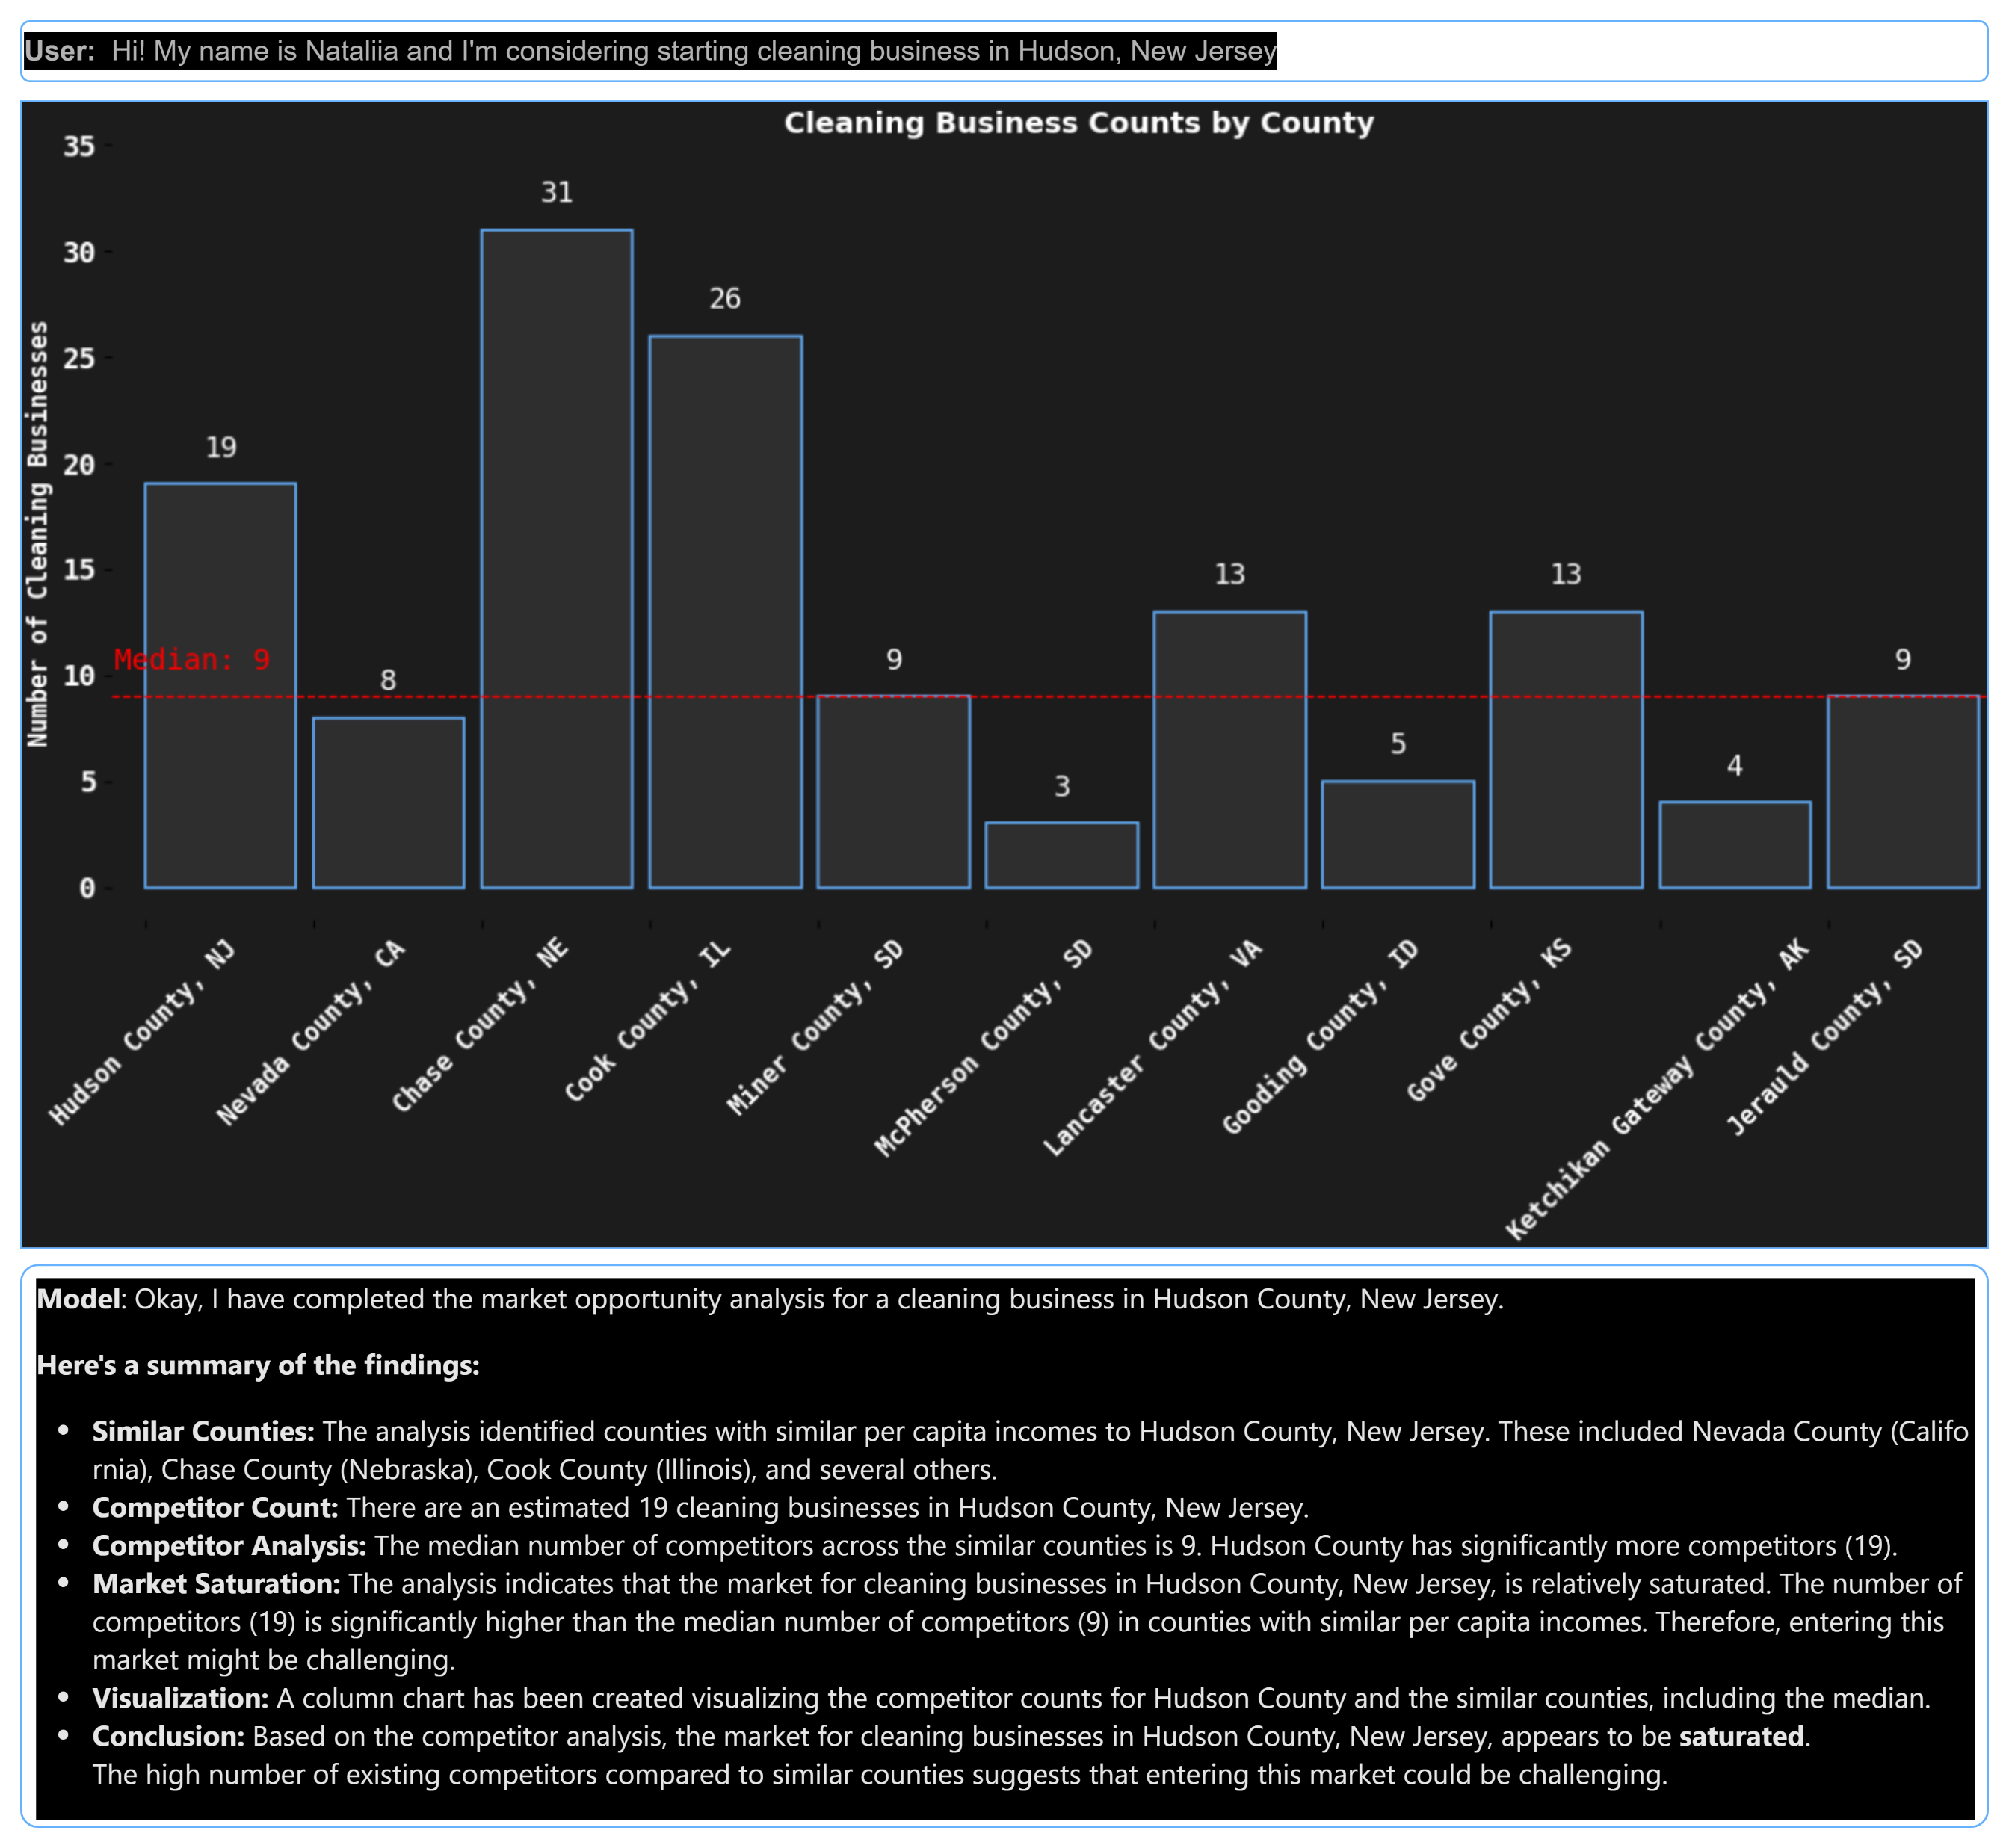 User: Hi! My name is Nataliia and I'm considering starting cleaning business in Hudson, New Jersey
Cleaning Business Counts by County
Number of Cleaning Businesses
35
30
25
20
15
10
5
0
19
8
31
26
9
3
13
5
13
4
9
Median: 9
Hudson County, NJ
Nevada County, CA
Chase County, NE
Cook County, IL
Miner County, SD
McPherson County, SD
Lancaster County, VA
Gooding County, ID
Gove County, KS
Ketchikan Gateway County, AK
Jerauld County, SD
Model: Okay, I have completed the market opportunity analysis for a cleaning business in Hudson County, New Jersey.
Here's a summary of the findings:
• Similar Counties: The analysis identified counties with similar per capita incomes to Hudson County, New Jersey. These included Nevada County (Califo
rnia), Chase County (Nebraska), Cook County (Illinois), and several others.
• Competitor Count: There are an estimated 19 cleaning businesses in Hudson County, New Jersey.
• Competitor Analysis: The median number of competitors across the similar counties is 9. Hudson County has significantly more competitors (19).
• Market Saturation: The analysis indicates that the market for cleaning businesses in Hudson County, New Jersey, is relatively saturated. The number of
competitors (19) is significantly higher than the median number of competitors (9) in counties with similar per capita incomes. Therefore, entering this
market might be challenging.
• Visualization: A column chart has been created visualizing the competitor counts for Hudson County and the similar counties, including the median.
• Conclusion: Based on the competitor analysis, the market for cleaning businesses in Hudson County, New Jersey, appears to be saturated.
The high number of existing competitors compared to similar counties suggests that entering this market could be challenging.